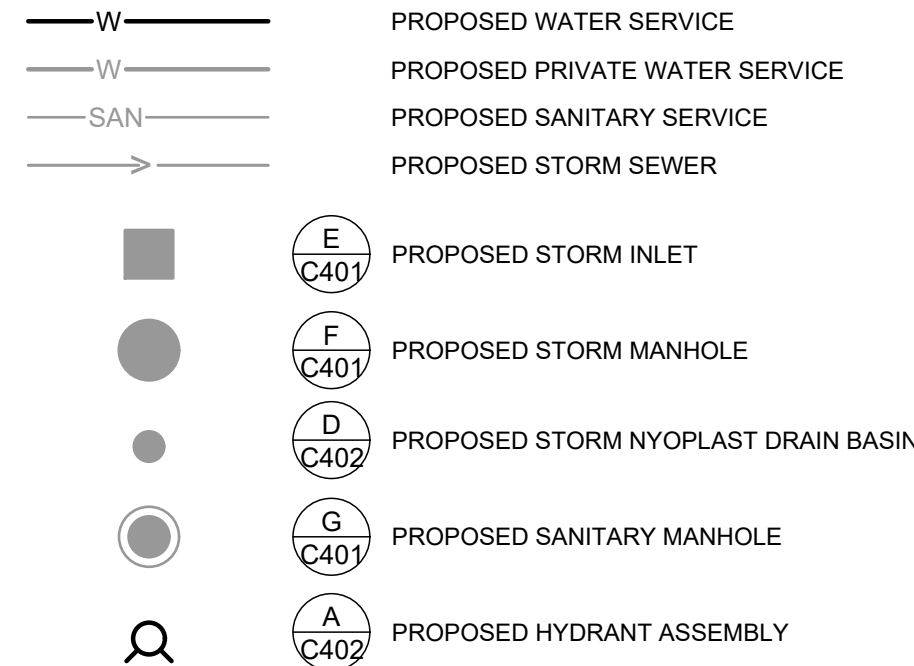 W PROPOSED WATER SERVICE
W PROPOSED PRIVATE WATER SERVICE
SAN PROPOSED SANITARY SERVICE
> PROPOSED STORM SEWER
E
C401 PROPOSED STORM INLET
F
C401 PROPOSED STORM MANHOLE
D
C402 PROPOSED STORM NYOPLAST DRAIN BASIN
G
C401 PROPOSED SANITARY MANHOLE
A
C402 PROPOSED HYDRANT ASSEMBLY